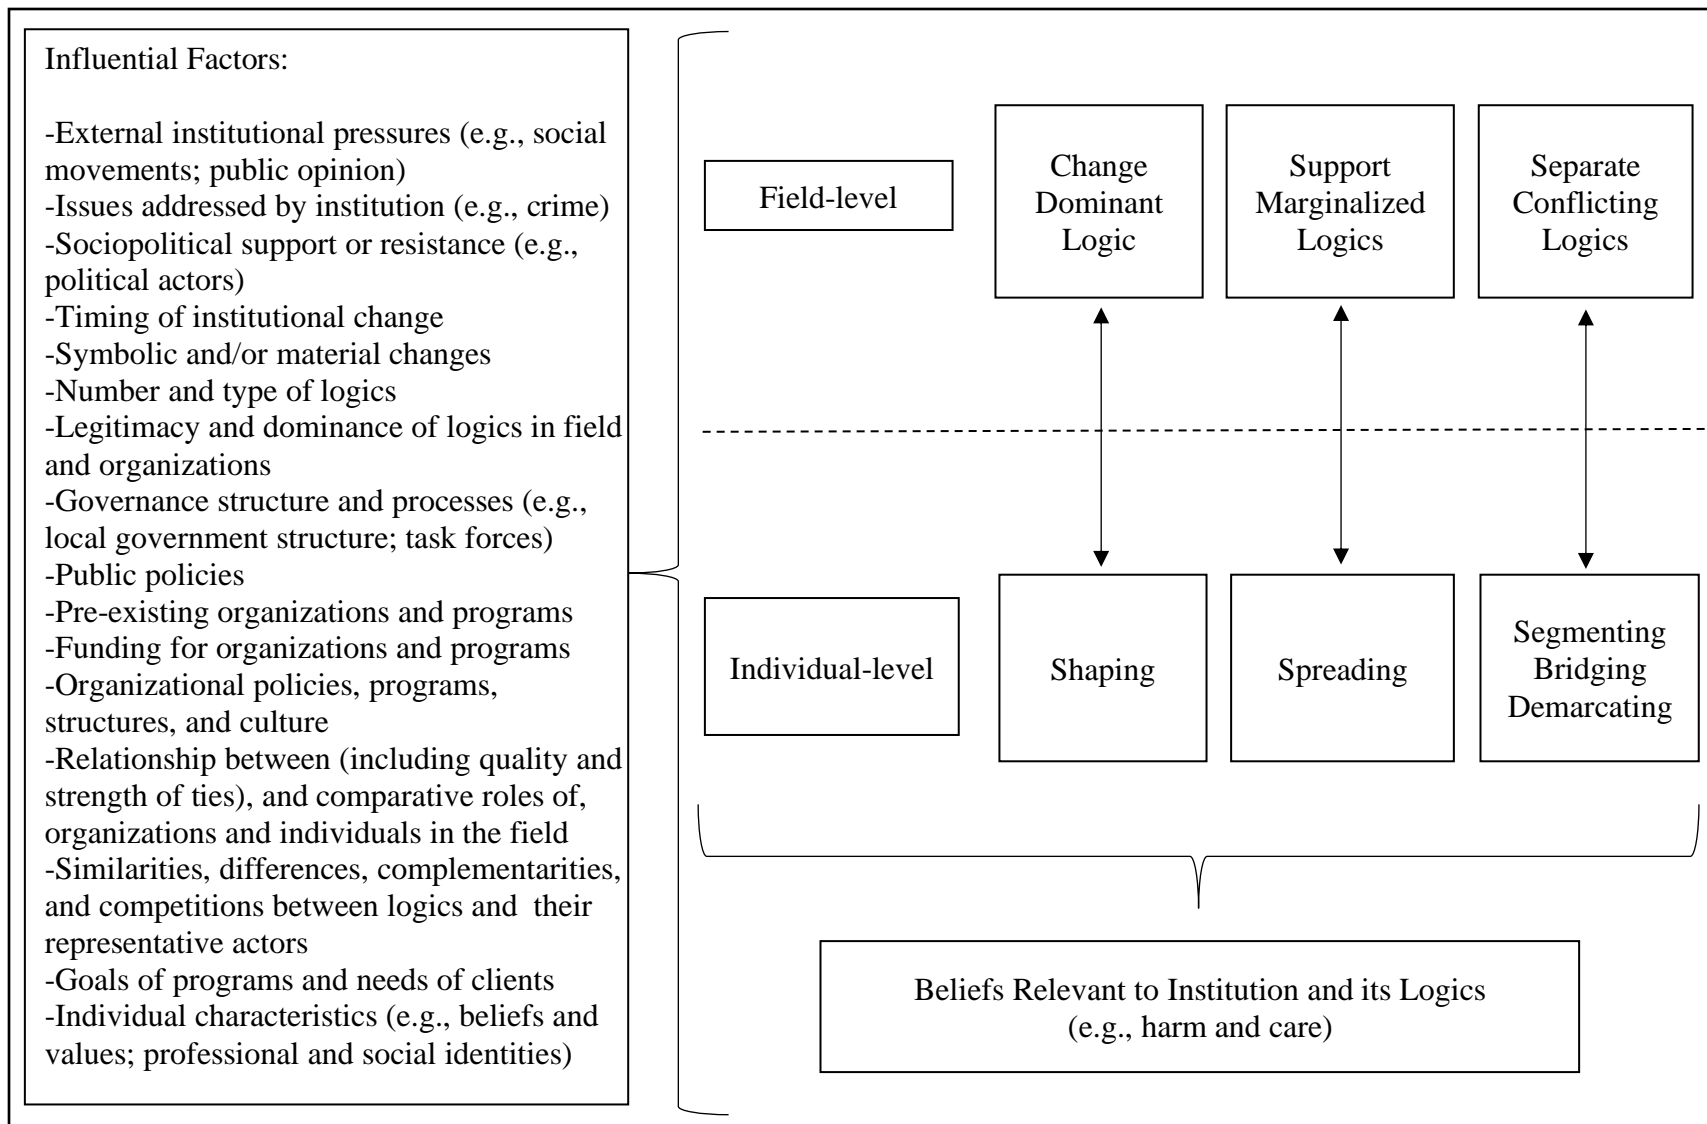 Influential Factors:
-External institutional pressures (e.g., social
movements; public opinion)
-Issues addressed by institution (e.g., crime)
-Sociopolitical support or resistance (e.g.,
political actors)
-Timing of institutional change
-Symbolic and/or material changes
-Number and type of logics
-Legitimacy and dominance of logics in field
and organizations
-Governance structure and processes (e.g.,
local government structure; task forces)
-Public policies
-Pre-existing organizations and programs
-Funding for organizations and programs
-Organizational policies, programs,
structures, and culture
-Relationship between (including quality and
strength of ties), and comparative roles of,
organizations and individuals in the field
-Similarities, differences, complementarities,
and competitions between logics and  their
representative actors
-Goals of programs and needs of clients
-Individual characteristics (e.g., beliefs and
values; professional and social identities)
Field-level
Change
Dominant
Logic
Support
Marginalized
Logics
Separate
Conflicting
Logics
Individual-level
Shaping
Spreading
Segmenting
Bridging
Demarcating
Beliefs Relevant to Institution and its Logics
(e.g., harm and care)